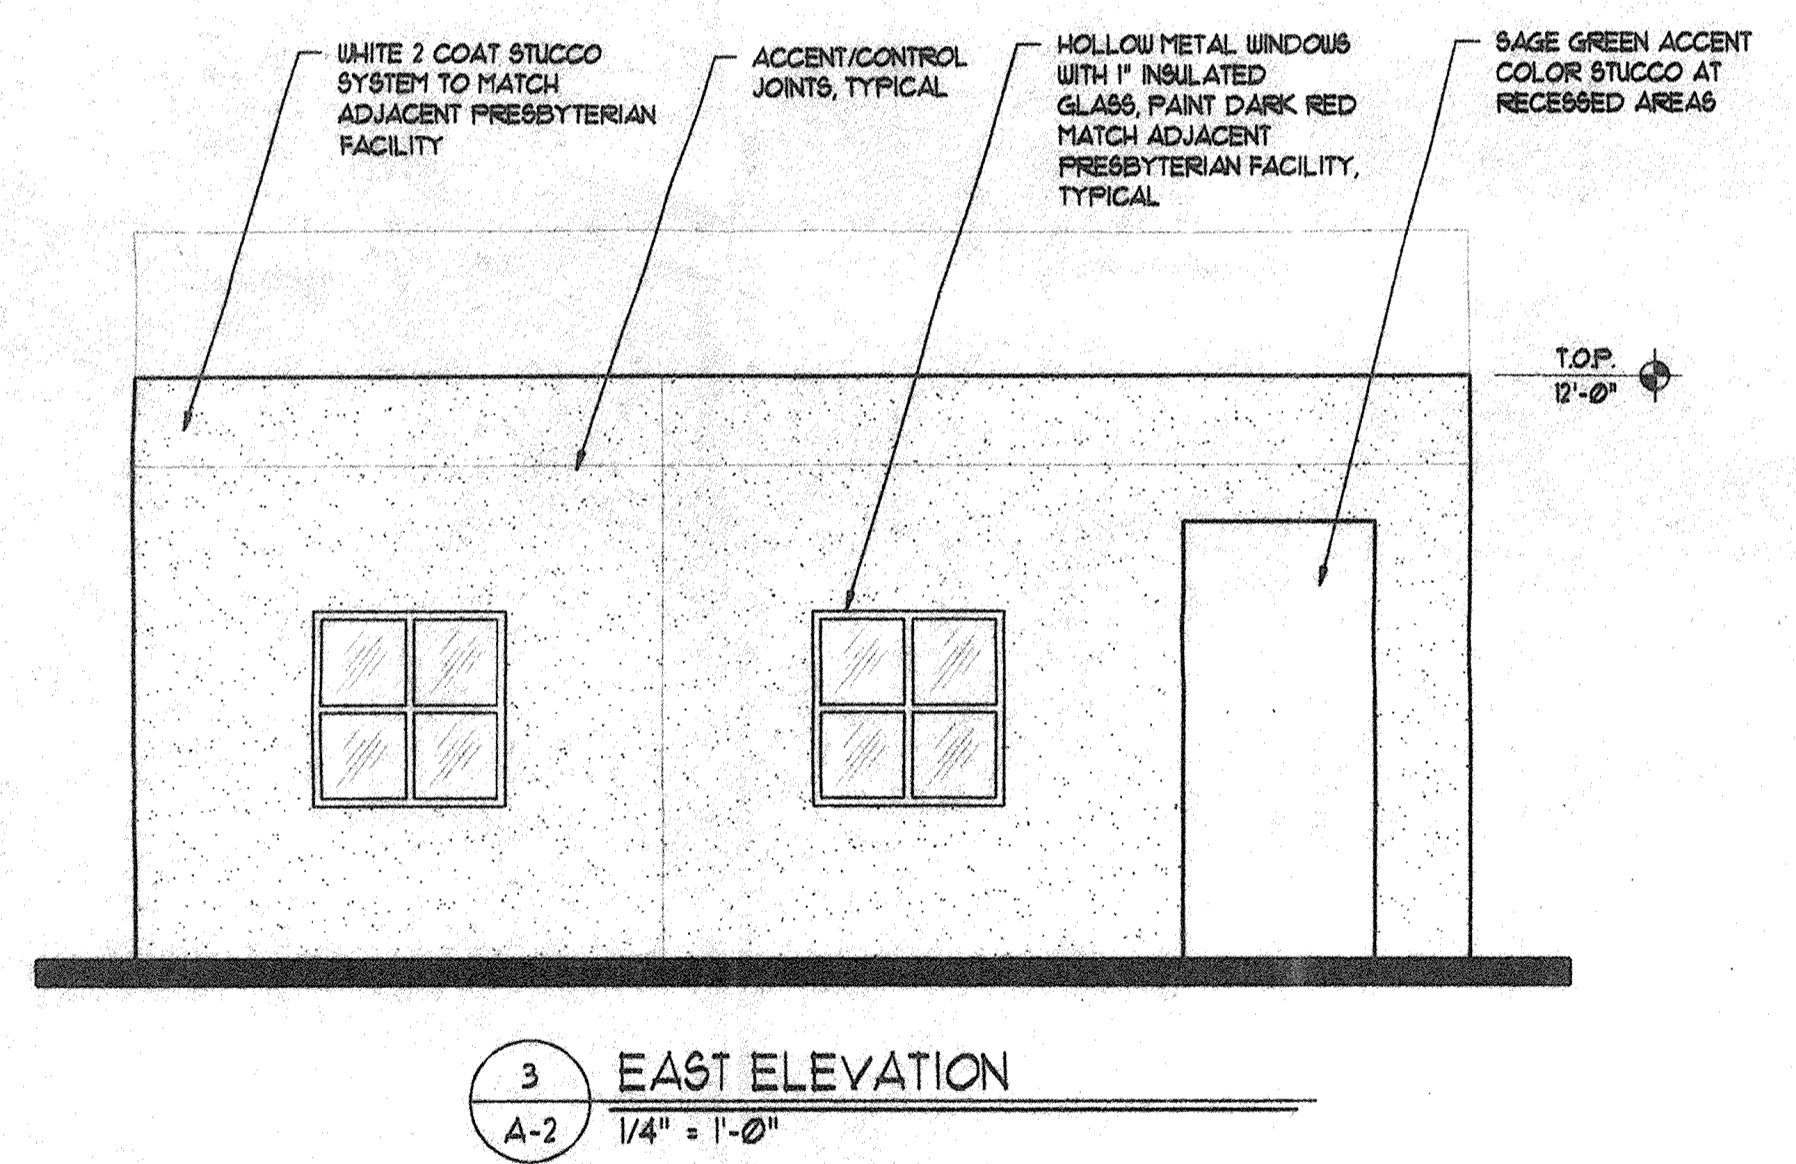 WHITE 2 COAT STUCCO
SYSTEM TO MATCH
ADJACENT PRESBYTERIAN
FACILITY
ACCENT/CONTROL
JOINTS, TYPICAL
HOLLOW METAL WINDOWS
WITH 1" INSULATED
GLASS, PAINT DARK RED
MATCH ADJACENT
PRESBYTERIAN FACILITY,
TYPICAL
SAGE GREEN ACCENT
COLOR STUCCO AT
RECESSED AREAS
T.O.P.
12'-0"
3
A-2
EAST ELEVATION
1/4" = 1'-0"